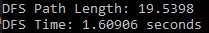 DFS Path Length: 19.5398
DFS Time: 1.60906 seconds